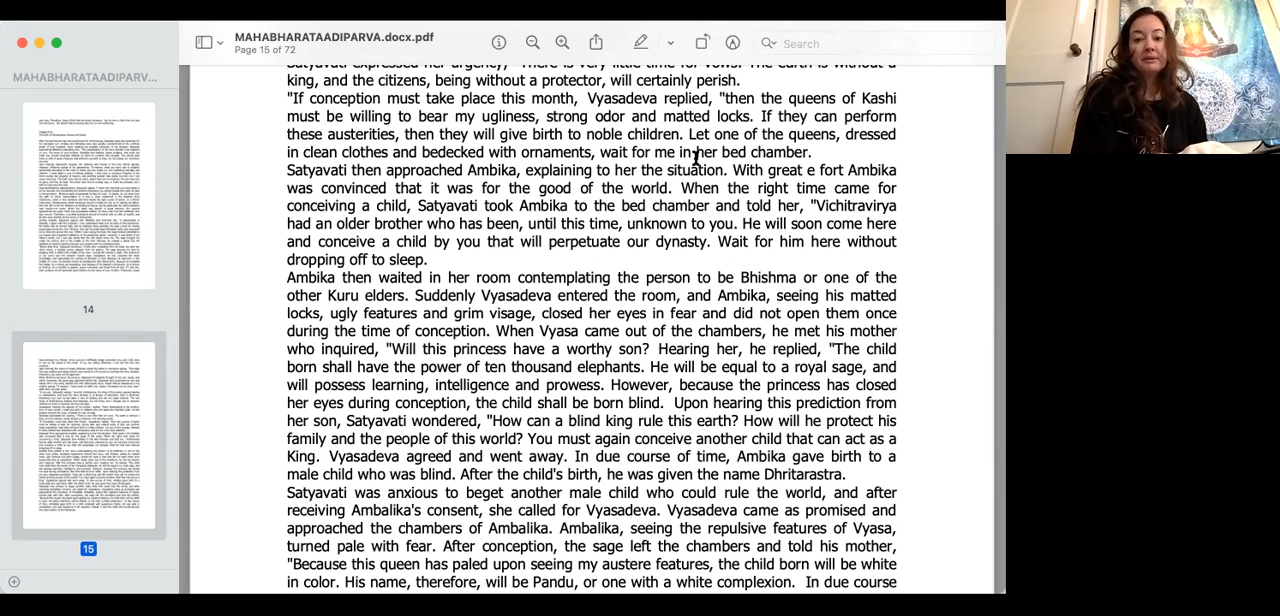 MAHABHARATAADIPARVA.docx.pdf
Page 15 of 72
Search
MAHABHARATAADIPARV...
14
15
king, and the citizens, being without a protector, will certainly perish.
"If conception must take place this month, Vyasadeva replied, "then the queens of Kashi
must be willing to bear my ugliness, strong odor and matted locks. If they can perform
these austerities, then they will give birth to noble children. Let one of the queens, dressed
in clean clothes and bedecked with ornaments, wait for me in her bed chamber.
Satyavati then approached Ambika, explaining to her the situation. With great e fort Ambika
was convinced that it was for the good of the world. When the right time came for
conceiving a child, Satyavati took Ambika to the bed chamber and told her, "Vichitravirya
had an older brother who has been, until this time, unknown to you. He will soon come here
and conceive a child by you that will perpetuate our dynasty. Wait for him here without
dropping off to sleep.
Ambika then waited in her room contemplating the person to be Bhishma or one of the
other Kuru elders. Suddenly Vyasadeva entered the room, and Ambika, seeing his matted
locks, ugly features and grim visage, closed her eyes in fear and did not open them once
during the time of conception. When Vyasa came out of the chambers, he met his mother
who inquired, "Will this princess have a worthy son? Hearing her, he replied, "The child
born shall have the power of ten thousand elephants. He will be equal to a royal sage, and
will possess learning, intelligence and prowess. However, because the princess has closed
her eyes during conception, the child shall be born blind. Upon hearing this prediction from
her son, Satyavati wondered, "How can a blind king rule this earth? How will he protect his
family and the people of this world? You must again conceive another child that can act as a
King. Vyasadeva agreed and went away. In due course of time, Ambika gave birth to a
male child who was blind. After taking birth, he was given the name Dhritarastra.
Satyavati was anxious to beget another male child who could rule the world, and after
receiving Ambalika's consent, she called for Vyasadeva. Vyasadeva came as promised and
approached the chambers of Ambalika. Ambalika, seeing the repulsive features of Vyasa,
turned pale with fear. After conception, the sage left the chambers and told his mother,
"Because this queen has paled upon seeing my austere features, the child born will be white
in color. His name, therefore, will be Pandu, or one with a white complexion. In due course